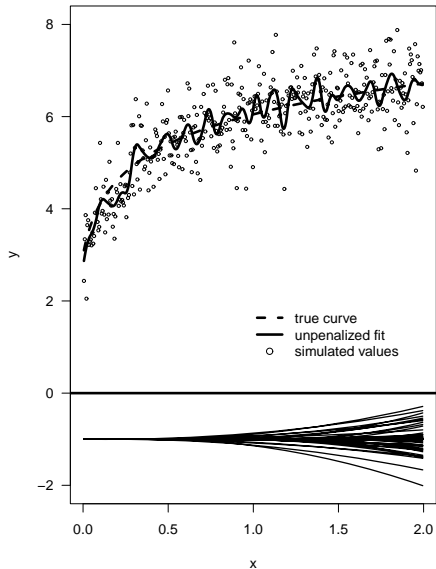 8
6
4
2
0
−2
y
true curve
unpenalized fit
simulated values
0.0 0.5 1.0 1.5 2.0
x